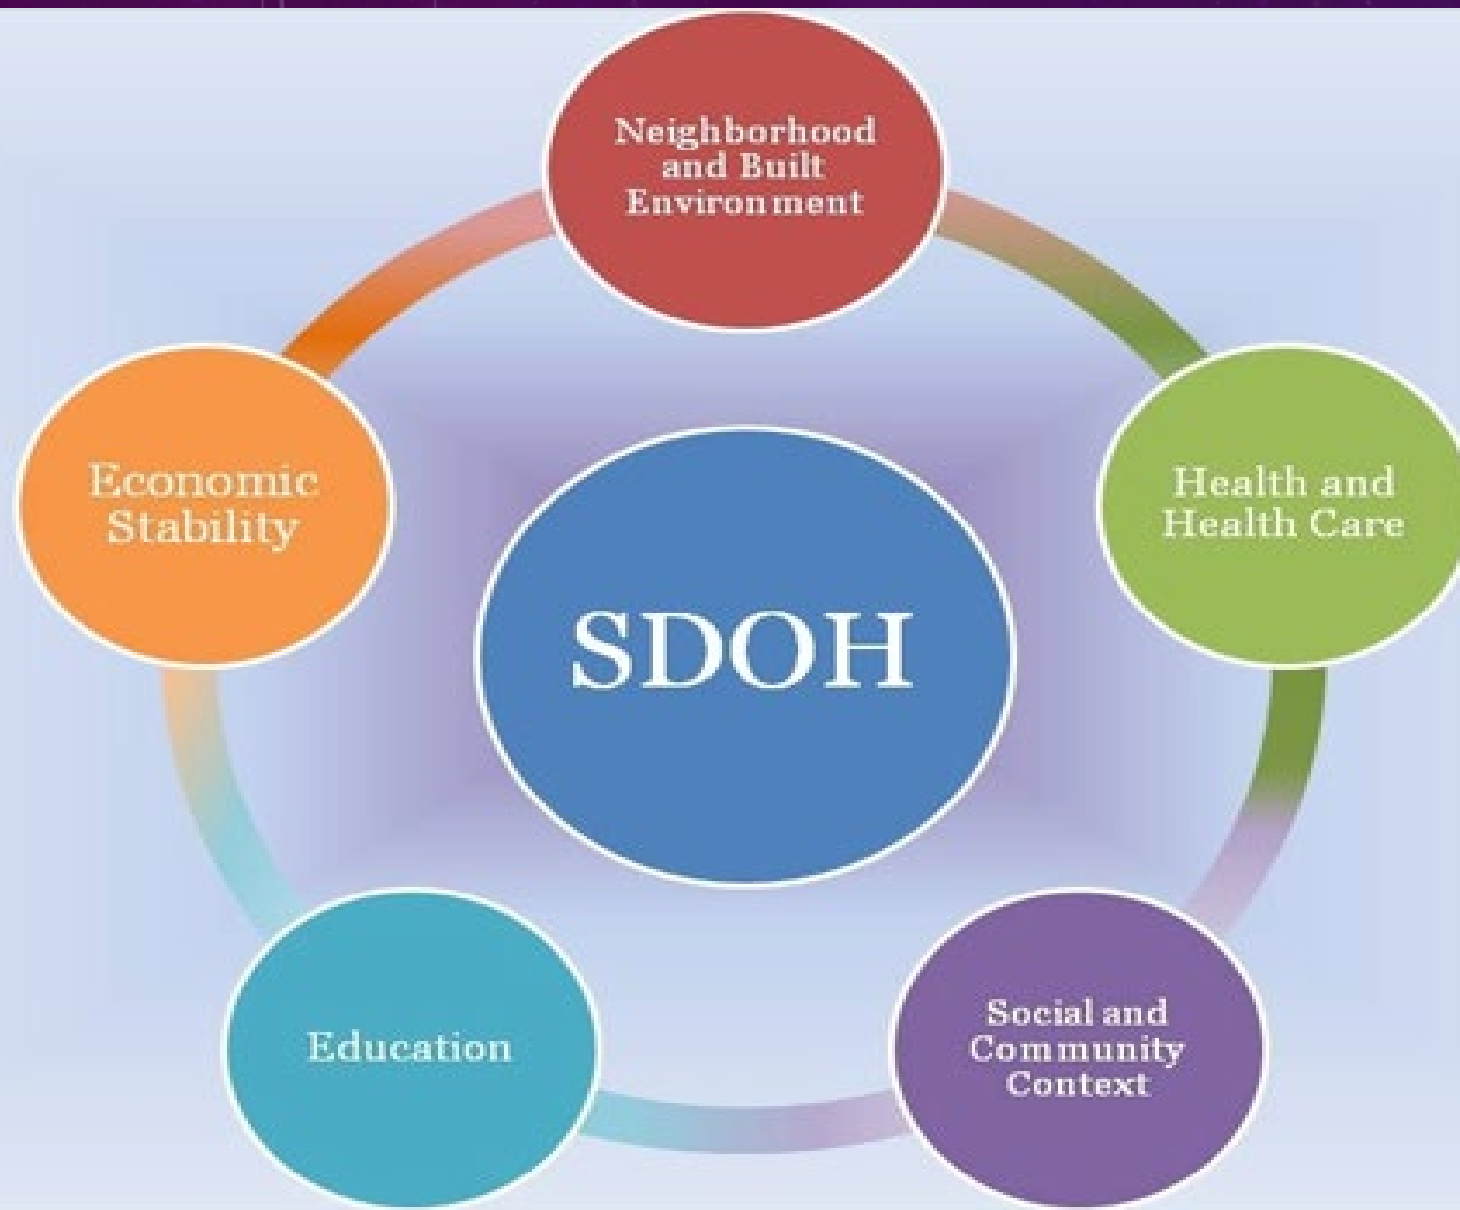 Neighborhood
and Built
Environment
Economic
Stability
Health and
Health Care
SDOH
Education
Social and
Community
Context